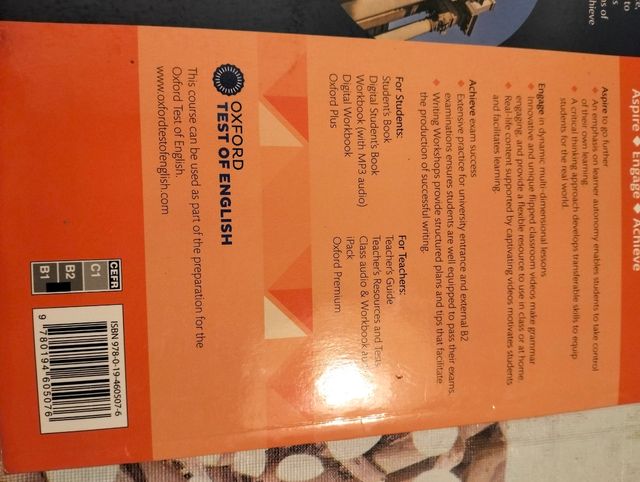 Aspire ◆ Engage ◆ Achieve
Aspire to go further
◆ An emphasis on learner autonomy enables students to take control
of their own learning.
◆ A critical thinking approach develops transferable skills to equip
students for the real world.
Engage in dynamic multi-dimensional lessons
◆ Innovative and unique flipped classroom videos make grammar
engaging, and provide a flexible resource to use in class or at home.
◆ Real-life content supported by captivating videos motivates students
and facilitates learning.
Achieve exam success
◆ Extensive practice for university entrance and external B2
examinations ensures students are well equipped to pass their exams.
◆ Writing Workshops provide structured plans and tips that facilitate
the production of successful writing.
For Students:
Student's Book
Digital Student's Book
Workbook (with MP3 audio)
Digital Workbook
Oxford Plus
For Teachers:
Teacher's Guide
Teacher's Resources and Tests
Class audio & Workbook
iPack
Oxford Premium
OXFORD
TEST OF ENGLISH
This course can be used as part of the preparation for the
Oxford Test of English.
www.oxfordtestofenglish.com
CEFR
C1
B2
B1
ISBN 978-0-19-460507-6
9 780194 605076